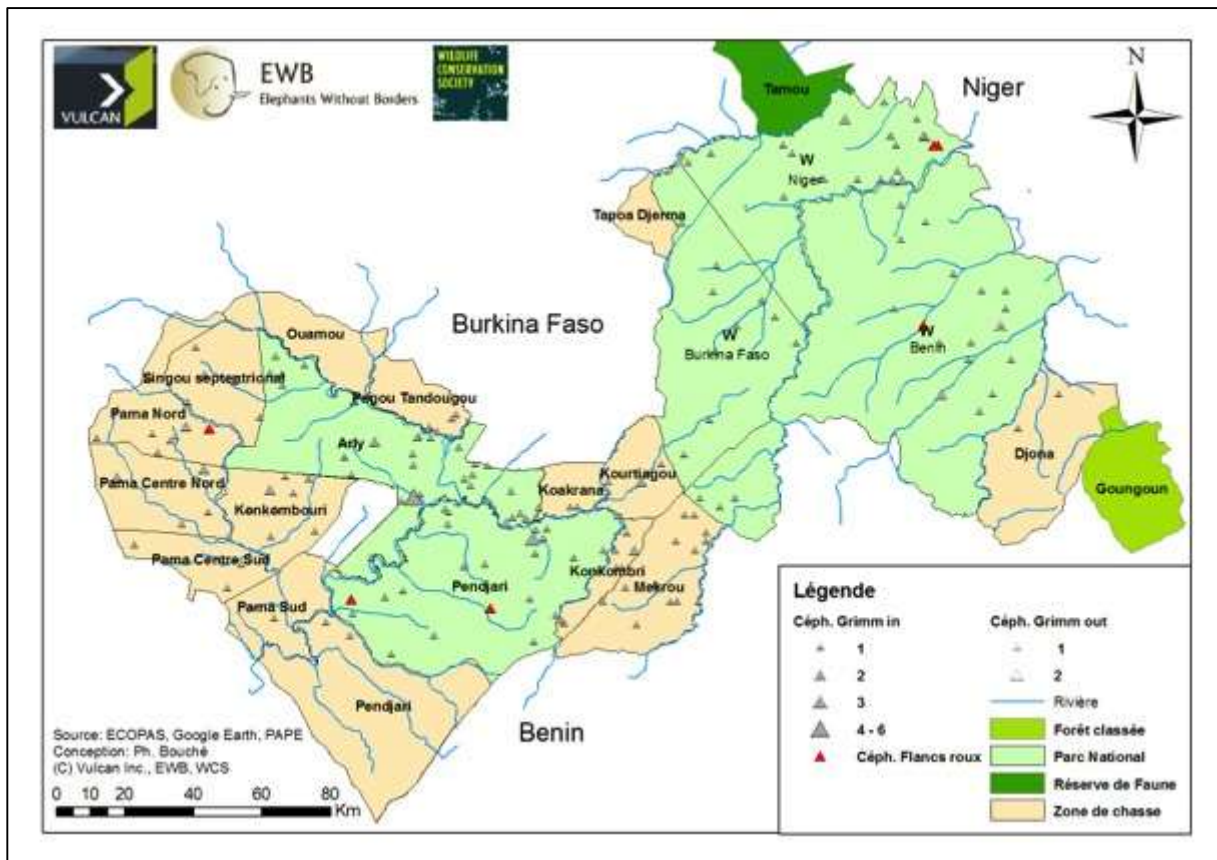 VULCAN
EWB
Elephants Without Borders
WILDLIFE
CONSERVATION
SOCIETY
N
Niger
Tamou
W
Niger
Tapoa Djerma
Burkina Faso
Ouamou
Singou septentrional
Pagou Tandougou
Pama Nord
Arly
W
Burkina Faso
W
Benin
Pama Centre Nord
Konkombouri
Koakrana
Kourtiagou
Djona
Goungoun
Pama Centre Sud
Pendjari
Konkombri
Mekrou
Pama Sud
Pendjari
Benin
Source: ECOPAS, Google Earth, PAPE
Conception: Ph. Bouché
(C) Vulcan Inc., EWB, WCS
0 5 10 20 40 60 80
Km
Légende
Céph. Grimm in
1
2
3
4 - 6
Céph. Flancs roux
Céph. Grimm out
1
2
Rivière
Forêt classée
Parc National
Réserve de Faune
Zone de chasse